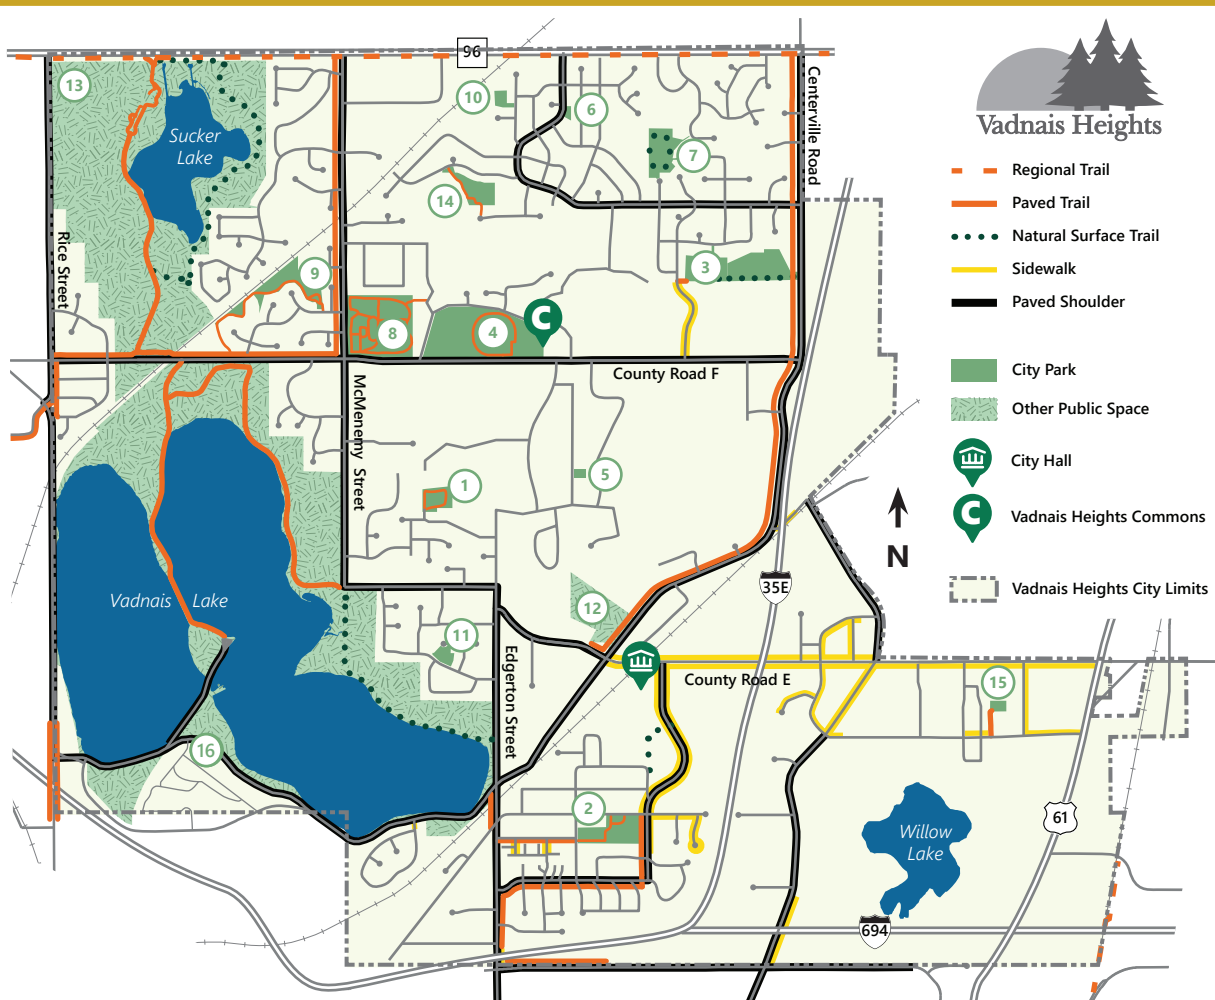 96
13
Sucker
Lake
10
6
7
Centerville Road
Vadnais Heights
Regional Trail
Paved Trail
Natural Surface Trail
Sidewalk
Paved Shoulder
14
Rice Street
9
3
8
4
C
County Road F
City Park
Other Public Space
City Hall
C
Vadnais Heights Commons
N
Vadnais Heights City Limits
McMenemy Street
1
5
35E
Vadnais Lake
12
11
Edgerton Street
County Road E
15
16
2
61
Willow
Lake
694